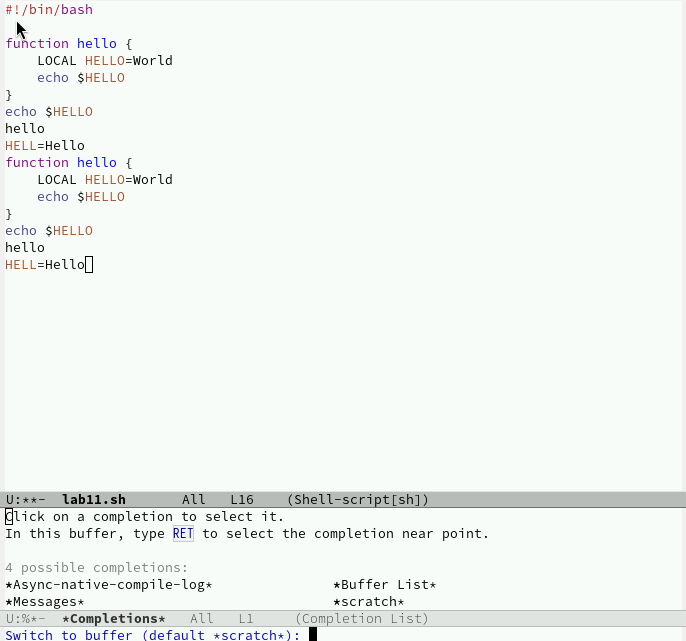 #!/bin/bash
function hello {
    LOCAL HELLO=World
    echo $HELLO
}
echo $HELLO
hello
HELL=Hello
function hello {
    LOCAL HELLO=World
    echo $HELLO
}
echo $HELLO
hello
HELL=Hello
U:**-  lab11.sh       All   L16    (Shell-script[sh])
Click on a completion to select it.
In this buffer, type RET to select the completion near point.
4 possible completions:
*Async-native-compile-log*               *Buffer List*
*Messages*                               *scratch*
U:%*-  *Completions*   All   L1     (Completion List)
Switch to buffer (default *scratch*):